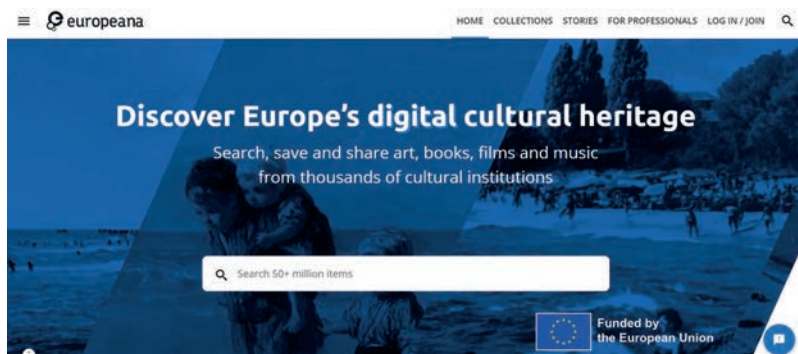 europeana
HOME COLLECTIONS STORIES FOR PROFESSIONALS LOG IN / JOIN
Discover Europe's digital cultural heritage
Search, save and share art, books, films and music
from thousands of cultural institutions
Search 50+ million items
Funded by
the European Union